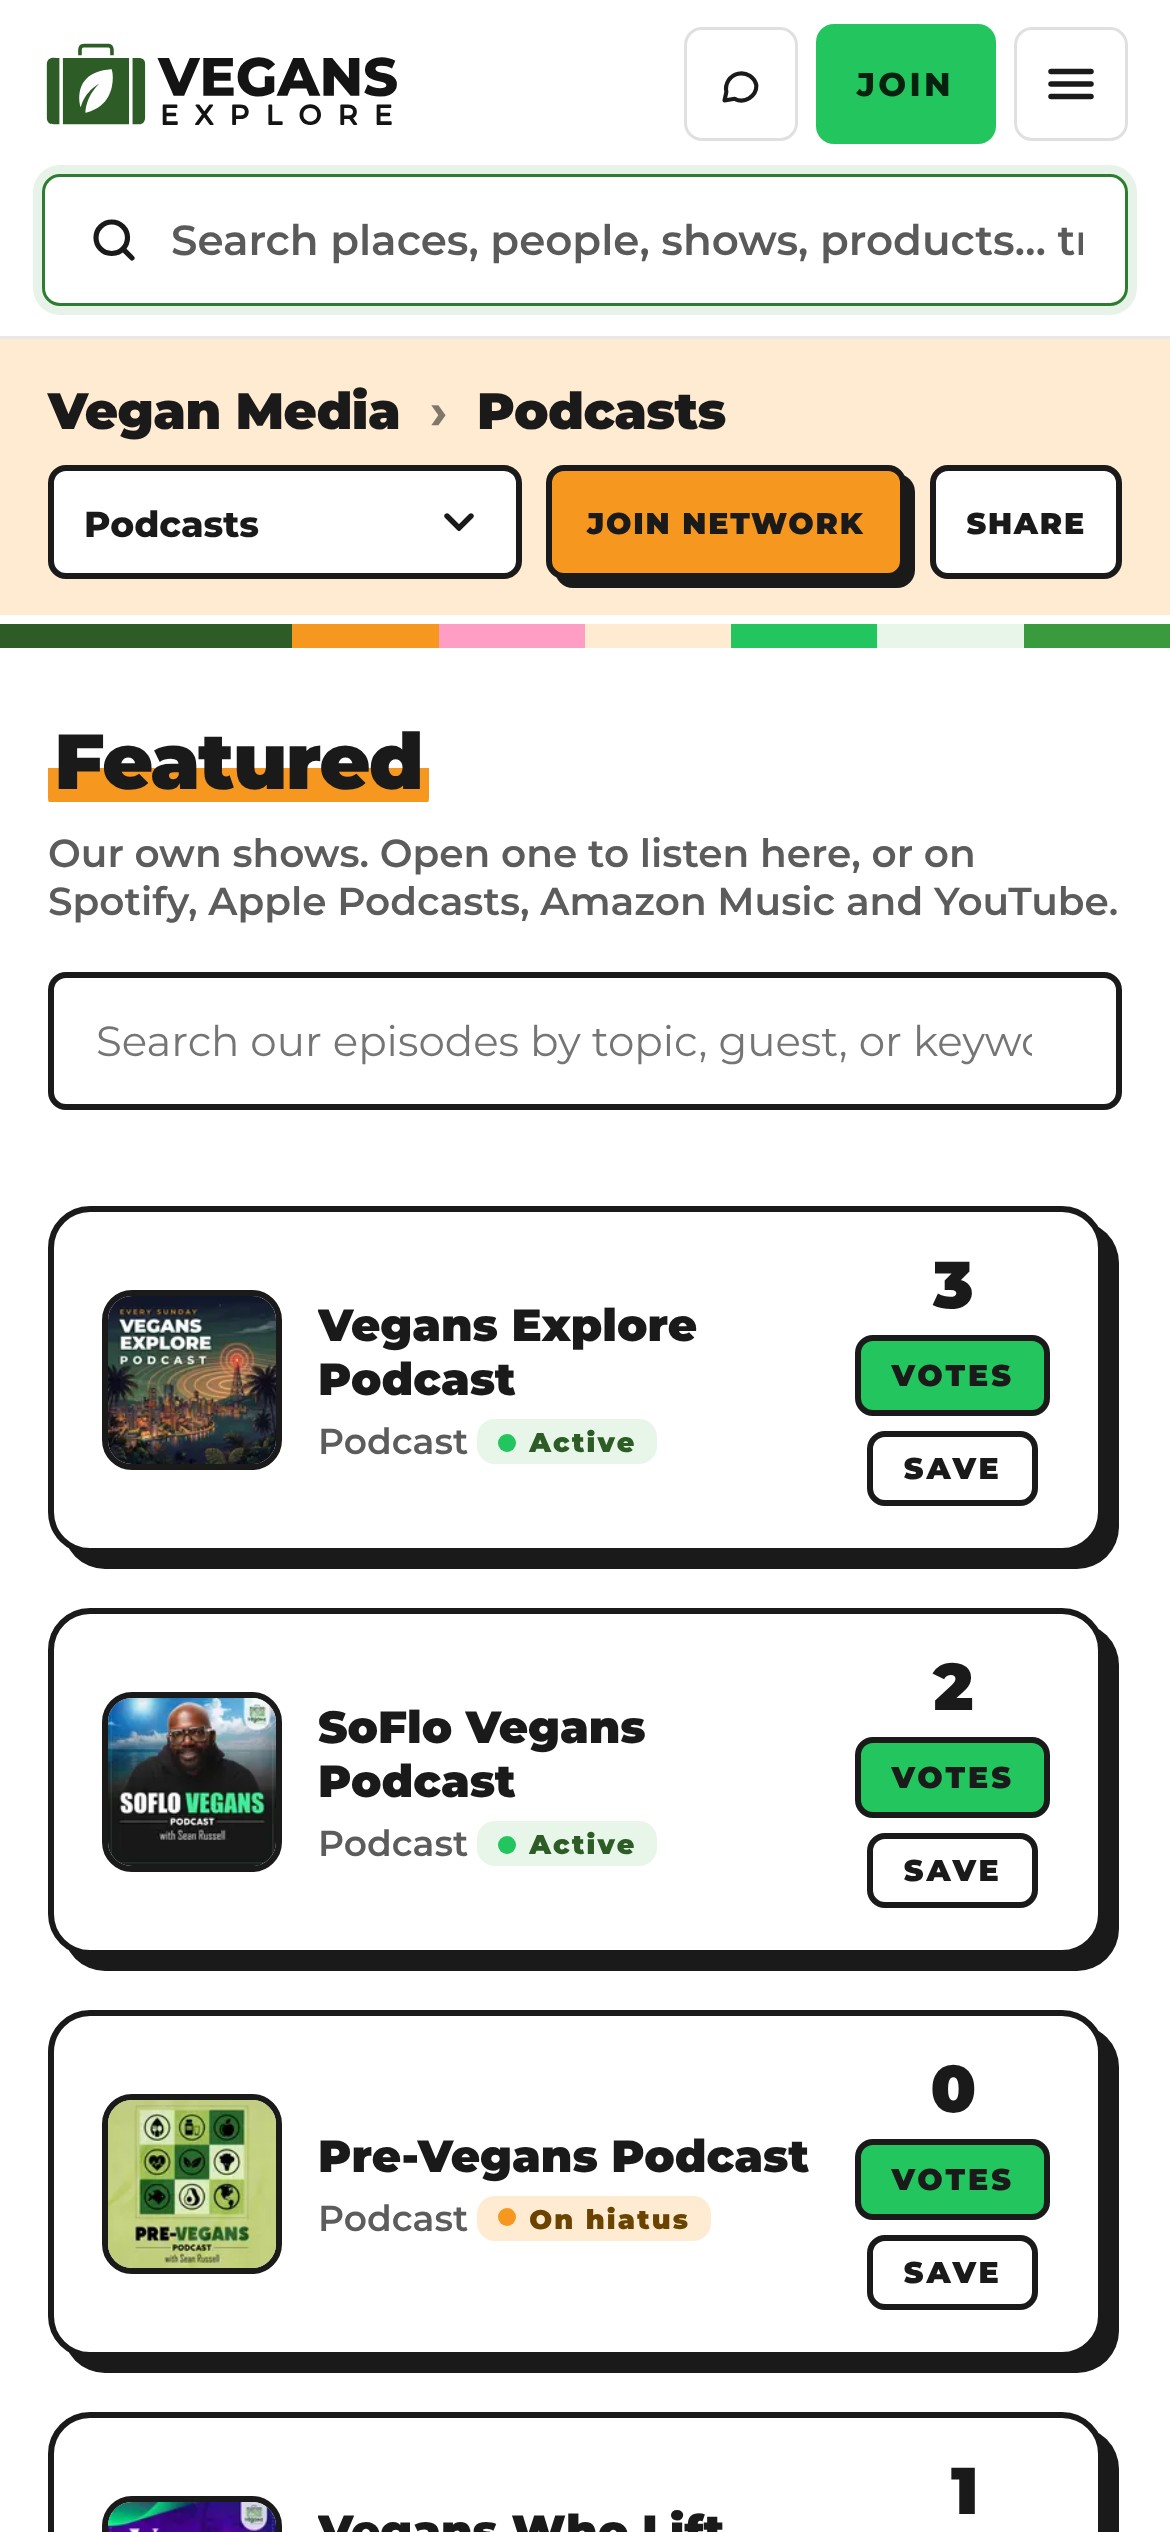 VEGANS
EXPLORE
JOIN
Search places, people, shows, products... tr
Vegan Media › Podcasts
Podcasts
JOIN NETWORK
SHARE
Featured
Our own shows. Open one to listen here, or on
Spotify, Apple Podcasts, Amazon Music and YouTube.
Search our episodes by topic, guest, or keywo
EVERY SUNDAY
VEGANS
EXPLORE
PODCAST
Vegans Explore
Podcast
Podcast
Active
3
VOTES
SAVE
SOFLO VEGANS
PODCAST
with Sean Russell
SoFlo Vegans
Podcast
Podcast
Active
2
VOTES
SAVE
PRE-VEGANS
PODCAST
with Sean Russell
Pre-Vegans Podcast
Podcast
On hiatus
0
VOTES
SAVE
Vegans Who Lift
1